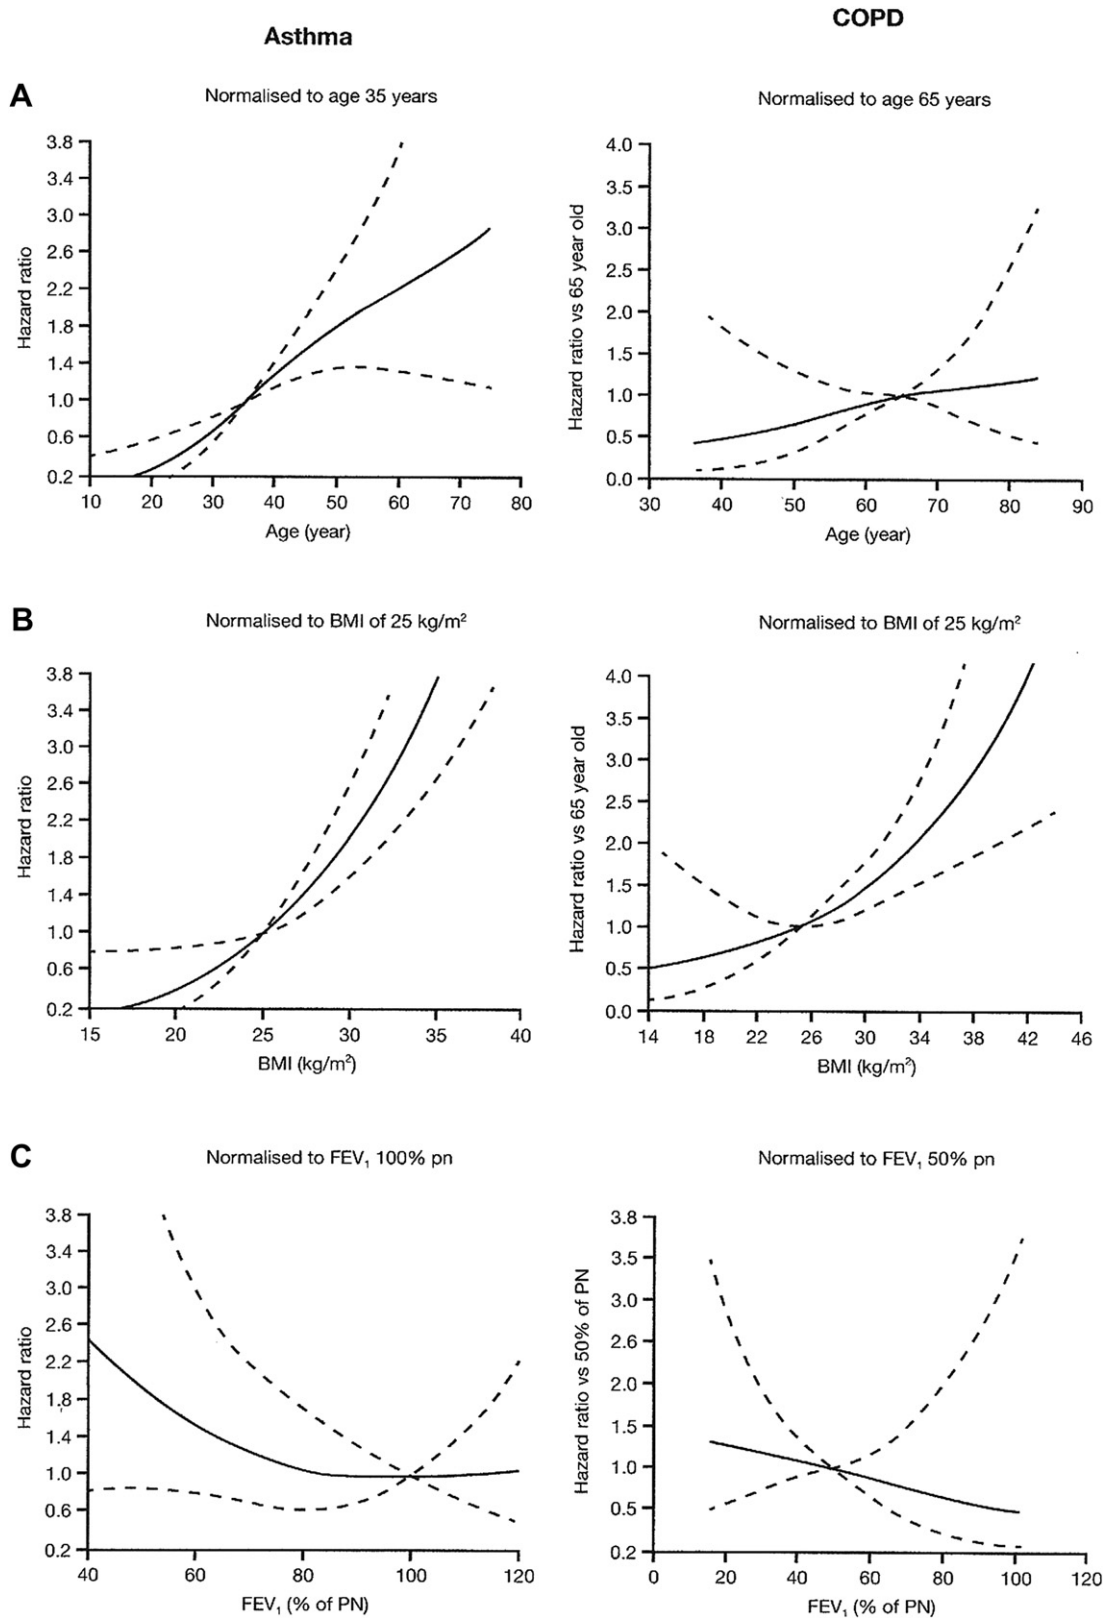 Asthma
COPD
A
Normalised to age 35 years
Normalised to age 65 years
Hazard ratio
3.8
3.4
3.0
2.6
2.2
1.8
1.4
1.0
0.6
0.2
10 20 30 40 50 60 70 80
Age (year)
Hazard ratio vs 65 year old
4.0
3.5
3.0
2.5
2.0
1.5
1.0
0.5
0.0
30 40 50 60 70 80 90
Age (year)
B
Normalised to BMI of 25 kg/m²
Normalised to BMI of 25 kg/m²
Hazard ratio
3.8
3.4
3.0
2.6
2.2
1.8
1.4
1.0
0.6
0.2
15 20 25 30 35 40
BMI (kg/m²)
Hazard ratio vs 65 year old
4.0
3.5
3.0
2.5
2.0
1.5
1.0
0.5
0.0
14 18 22 26 30 34 38 42 46
BMI (kg/m²)
C
Normalised to FEV₁ 100% pn
Normalised to FEV₁ 50% pn
Hazard ratio
3.8
3.4
3.0
2.6
2.2
1.8
1.4
1.0
0.6
0.2
40 60 80 100 120
FEV₁ (% of PN)
Hazard ratio vs 50% of PN
3.8
3.5
3.0
2.6
2.0
1.5
1.0
0.5
0.2
0 20 40 60 80 100 120
FEV₁ (% of PN)